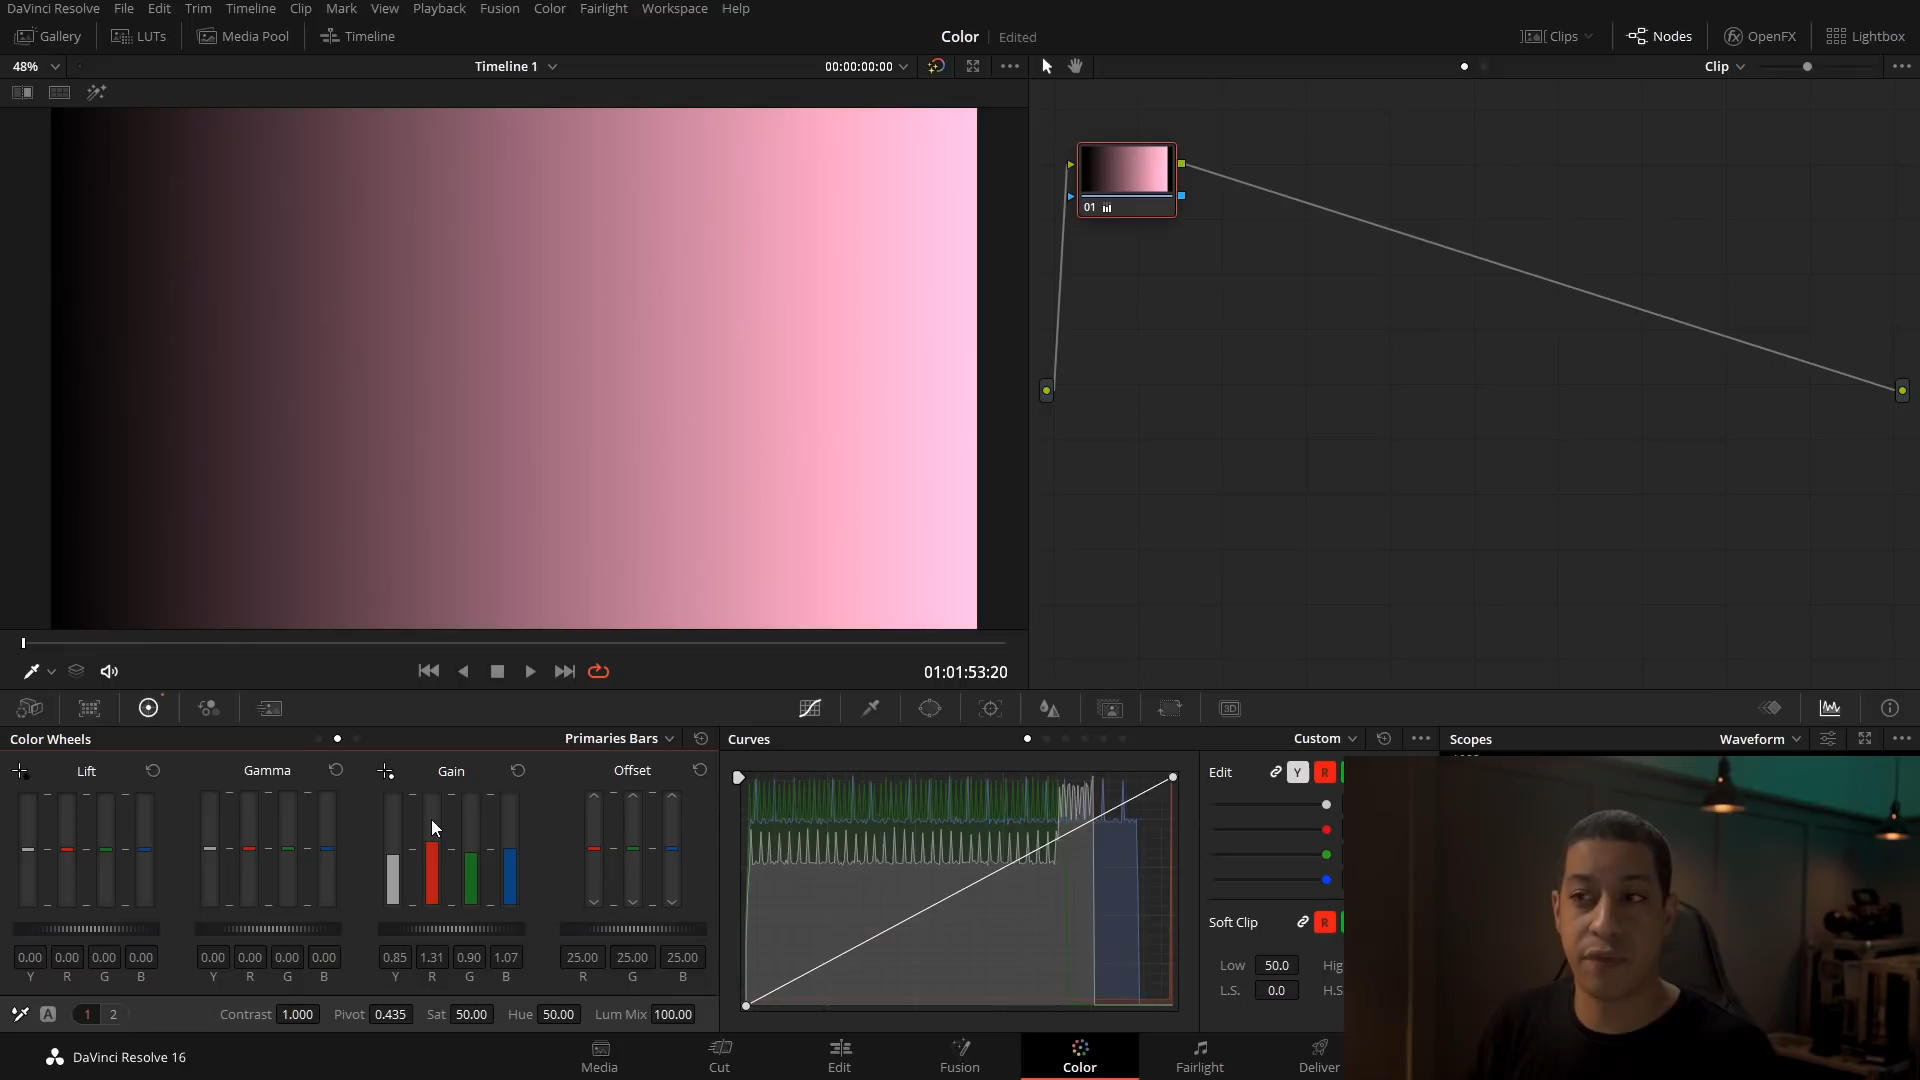 DaVinci Resolve File Edit Trim Timeline Clip Mark View Playback Fusion Color Fairlight Workspace Help
Gallery LUTs Media Pool Timeline Color Edited Clips Nodes fx OpenFX Lightbox
48% Timeline 1 00:00:00:00 Clip
01
01:01:53:20
3D
Color Wheels Primaries Bars Curves Custom Scopes Waveform
Lift Gamma Gain Offset Edit Y R
Soft Clip R
0.00 0.00 0.00 0.00 0.00 0.00 0.00 0.00 0.85 1.31 0.90 1.07 25.00 25.00 25.00 Low 50.0 Hig
Y R G B Y R G B Y R G B R G B L.S. 0.0 H.S
A 1 2 Contrast 1.000 Pivot 0.435 Sat 50.00 Hue 50.00 Lum Mix 100.00
DaVinci Resolve 16 Media Cut Edit Fusion Color Fairlight Deliver